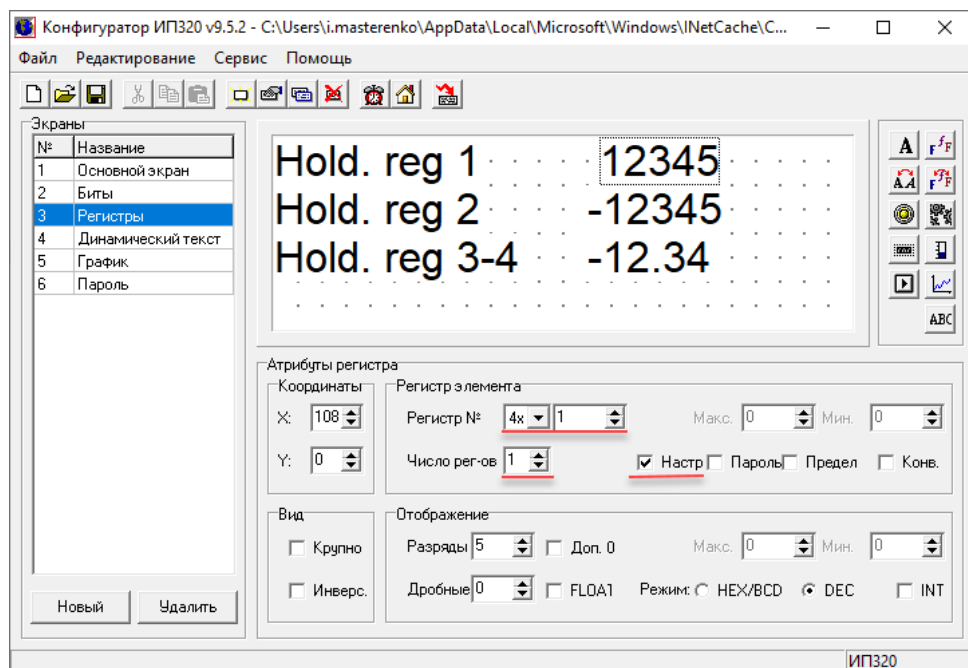 Конфигуратор ИП320 v9.5.2 - C:\Users\i.masterenko\AppData\Local\Microsoft\Windows\INetCache\C...
Файл Редактирование Сервис Помощь
Экраны
№ Название
1 Основной экран
2 Биты
3 Регистры
4 Динамический текст
5 График
6 Пароль
Новый Удалить
Hold. reg 1 12345
Hold. reg 2 -12345
Hold. reg 3-4 -12.34
A FfF
AA FfF
ABC
Атрибуты регистра
Координаты
X: 108
Y: 0
Регистр элемента
Регистр № 4x 1 Макс. 0 Мин. 0
Число рег-ов 1 Настр Пароль Предел Конв.
Вид
Крупно
Инверс.
Отображение
Разряды 5 Доп. 0 Макс. 0 Мин. 0
Дробные 0 FLOAT Режим: HEX/BCD DEC INT
ИП320